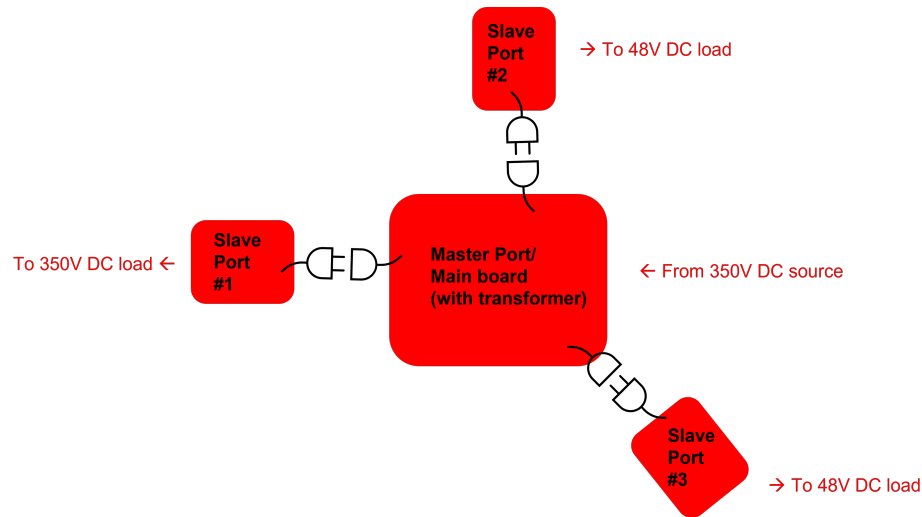 Slave
Port
#2
→ To 48V DC load
Slave
Port
#1
To 350V DC load ←
Master Port/
Main board
(with transformer)
← From 350V DC source
Slave
Port
#3
→ To 48V DC load